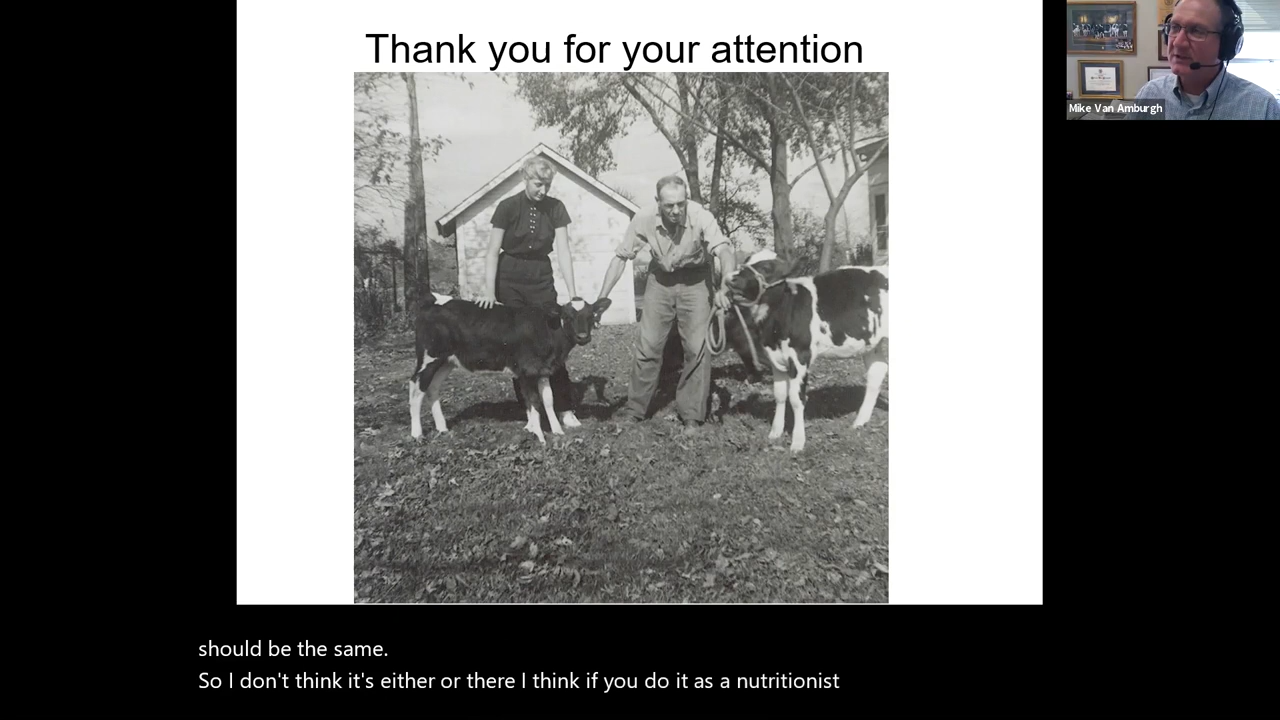 Thank you for your attention
Mike Van Amburgh
should be the same.
So I don't think it's either or there I think if you do it as a nutritionist